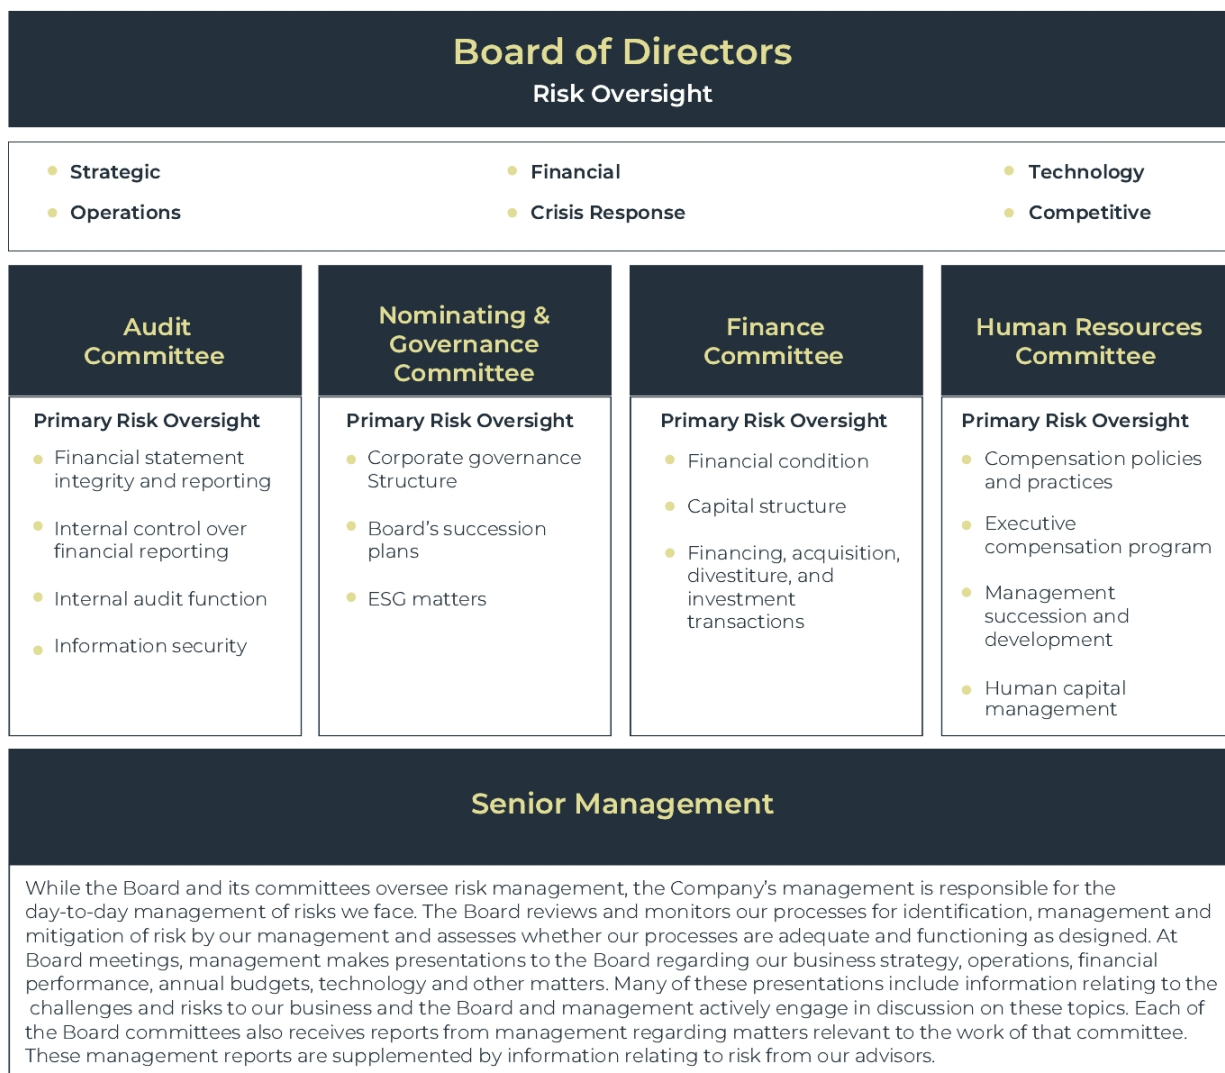 Board of Directors
Risk Oversight
Strategic
Financial
Technology
Operations
Crisis Response
Competitive
Audit
Committee
Primary Risk Oversight
Financial statement
integrity and reporting
Internal control over
financial reporting
Internal audit function
Information security
Nominating &
Governance
Committee
Primary Risk Oversight
Corporate governance
Structure
Board’s succession
plans
ESG matters
Finance
Committee
Primary Risk Oversight
Financial condition
Capital structure
Financing, acquisition,
divestiture, and
investment
transactions
Human Resources
Committee
Primary Risk Oversight
Compensation policies
and practices
Executive
compensation program
Management
succession and
development
Human capital
management
Senior Management
While the Board and its committees oversee risk management, the Company’s management is responsible for the
day-to-day management of risks we face. The Board reviews and monitors our processes for identification, management and
mitigation of risk by our management and assesses whether our processes are adequate and functioning as designed. At
Board meetings, management makes presentations to the Board regarding our business strategy, operations, financial
performance, annual budgets, technology and other matters. Many of these presentations include information relating to the
challenges and risks to our business and the Board and management actively engage in discussion on these topics. Each of
the Board committees also receives reports from management regarding matters relevant to the work of that committee.
These management reports are supplemented by information relating to risk from our advisors.